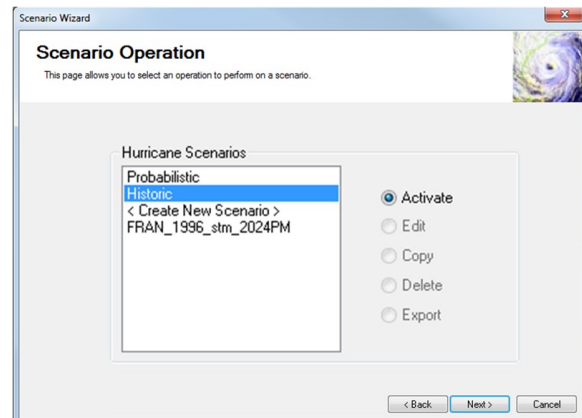 Scenario Wizard
Scenario Operation
This page allows you to select an operation to perform on a scenario.
Hurricane Scenarios
Probabilistic
Historic
< Create New Scenario >
FRAN_1996_stm_2024PM
Activate
Edit
Copy
Delete
Export
< Back
Next >
Cancel